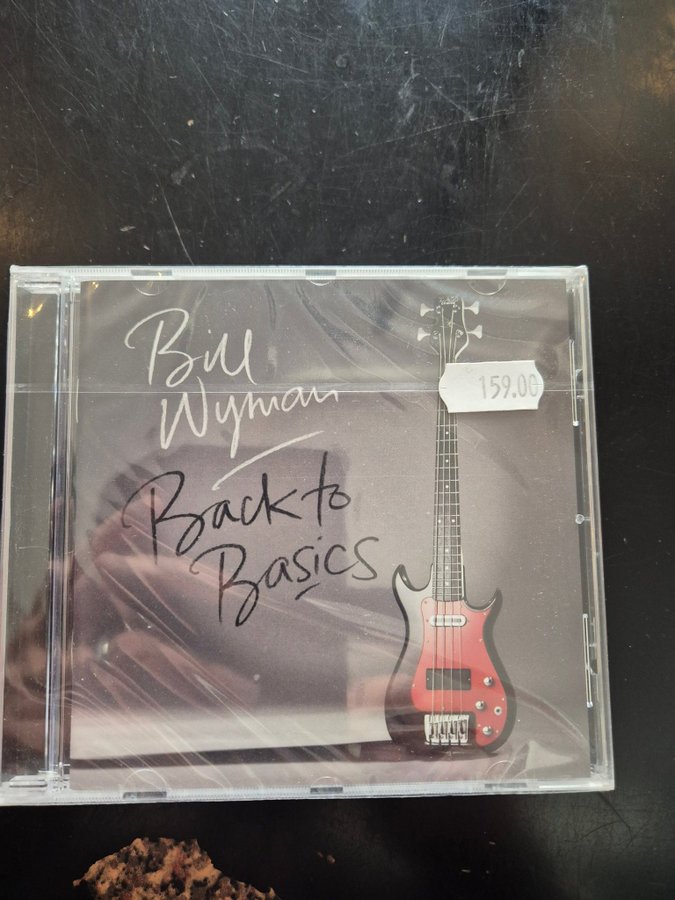 Bill
Wyman
159.00
Back to
Basics